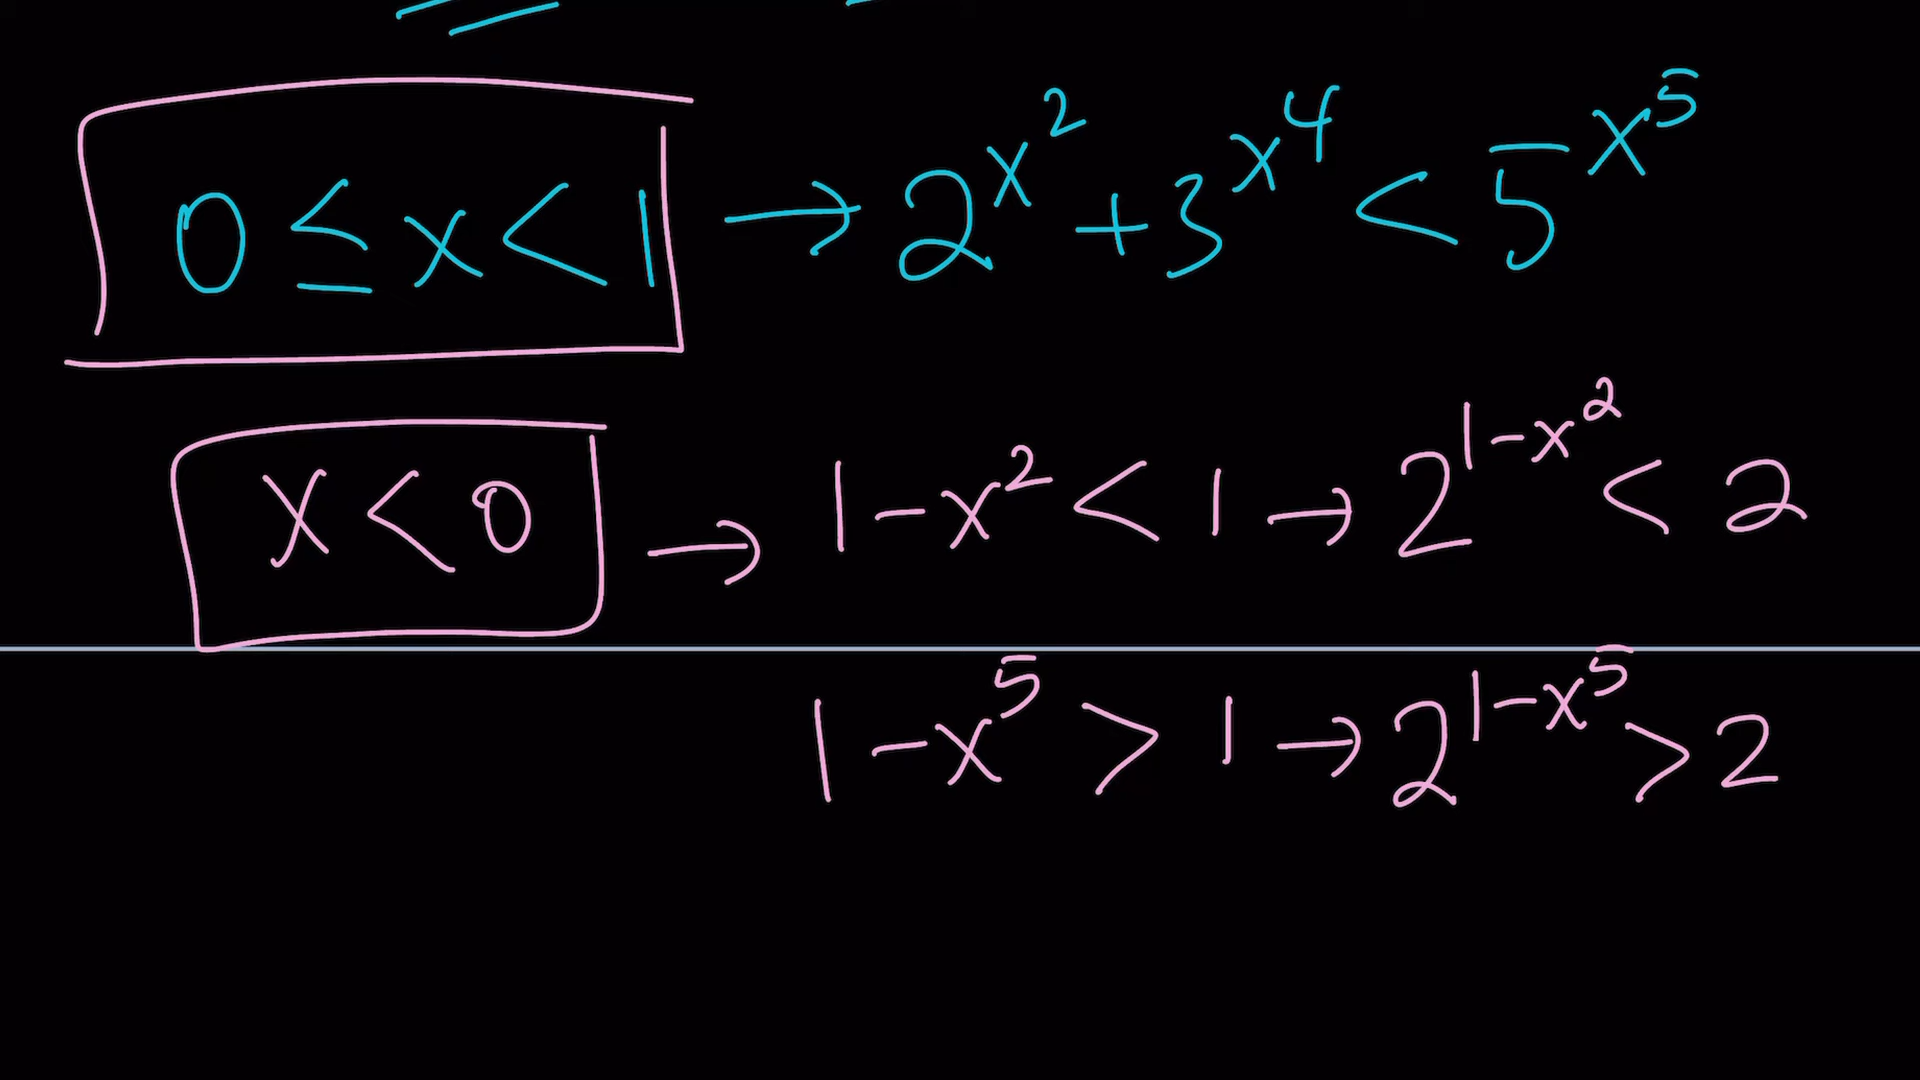 0 ≤ x < 1 → 2^{x^2} + 3^{x^4} < 5^{x^5}
x < 0 → 1 - x^2 < 1 → 2^{1-x^2} < 2
1 - x^5 > 1 → 2^{1-x^5} > 2